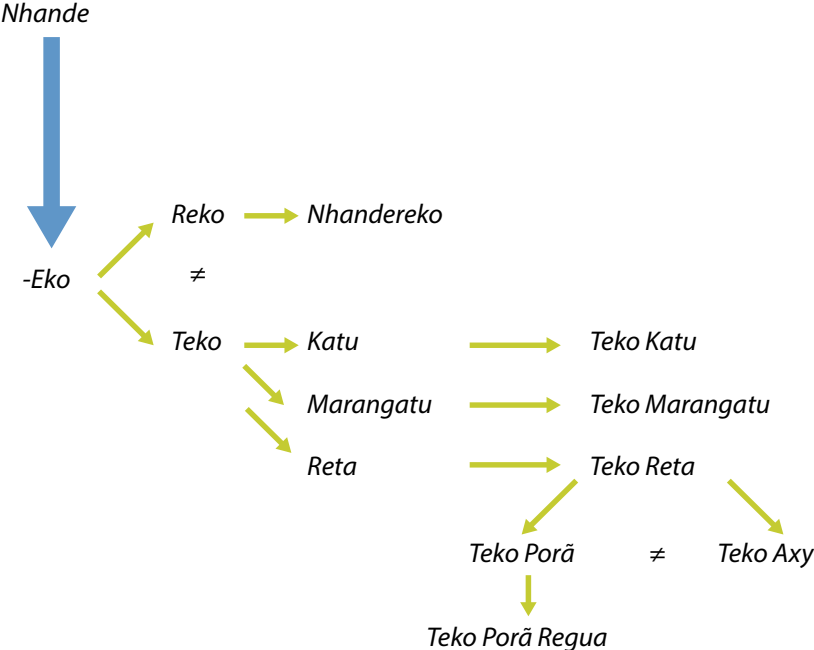 Nhande
Reko Nhandereko
-Eko ≠
Teko Katu Teko Katu
Marangatu Teko Marangatu
Reta Teko Reta
Teko Porã ≠ Teko Axy
Teko Porã Regua